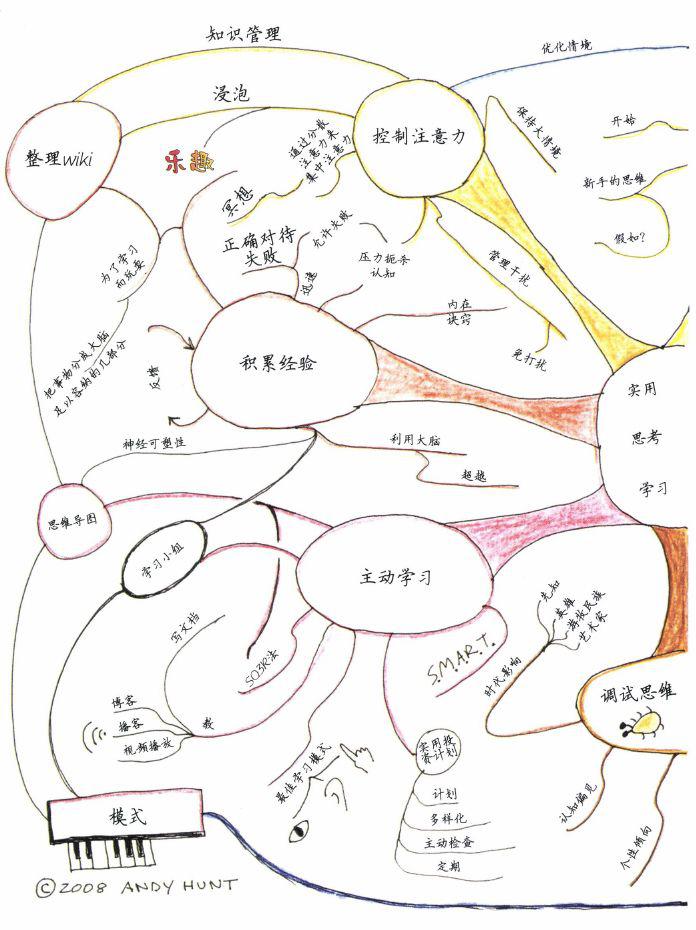 知识管理
优化情境
浸泡
控制注意力
保持大情境
开始
整理wiki
乐趣
通过分散
注意力来
集中注意力
新手的思维
冥想
允许失败
正确对待
失败
假如?
为了学习
而玩耍
压力扼杀
认知
管理干扰
迅速
内在
诀窍
积累经验
免打扰
把事物分成大脑
足以容纳的几部分
反馈
实用
思考
学习
神经可塑性
利用大脑
超越
思维导图
学习小组
主动学习
先知
英雄
游牧民族
艺术家
写文档
SQ3R法
S.M.A.R.T.
时代影响
调试思维
博客
播客
视频播放
教
最佳学习模式
实用投
资计划
计划
多样化
主动检查
定期
认知偏见
个性倾向
模式
©2008 ANDY HUNT